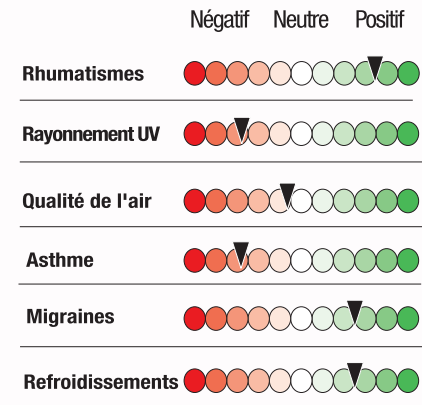 Négatif Neutre Positif
Rhumatismes
Rayonnement UV
Qualité de l'air
Asthme
Migraines
Refroidissements